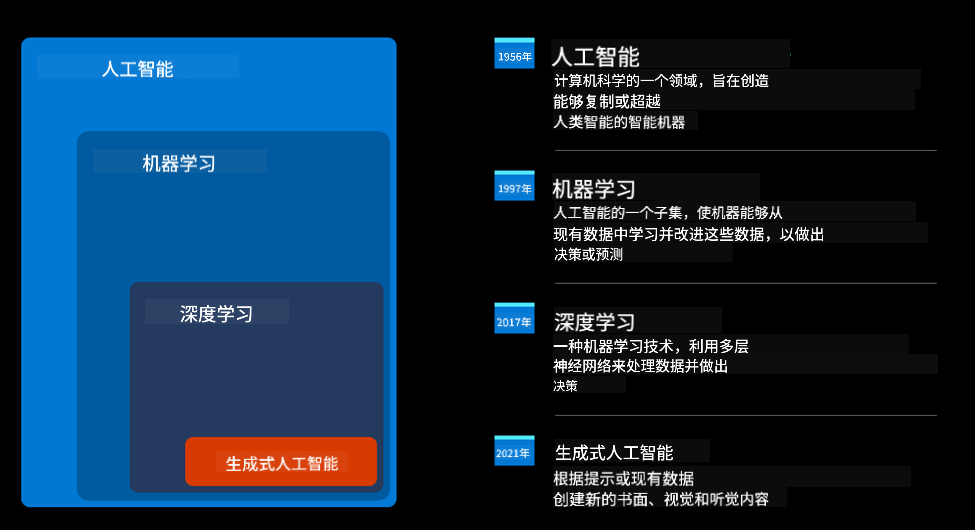 人工智能
机器学习
深度学习
生成式人工智能
1956年
人工智能
计算机科学的一个领域，旨在创造
能够复制或超越
人类智能的智能机器
1997年
机器学习
人工智能的一个子集，使机器能够从
现有数据中学习并改进这些数据，以做出
决策或预测
2017年
深度学习
一种机器学习技术，利用多层
神经网络来处理数据并做出
决策
2021年
生成式人工智能
根据提示或现有数据
创建新的书面、视觉和听觉内容